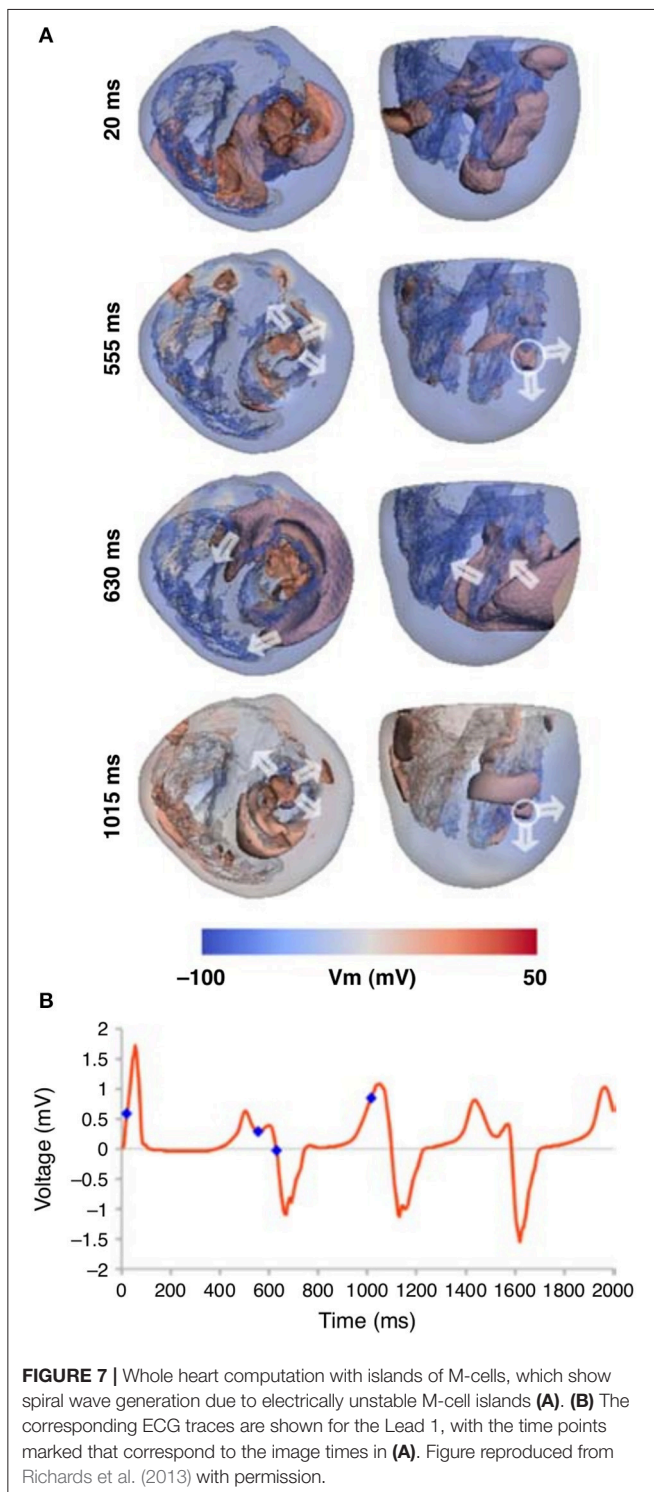 A
20 ms
555 ms
630 ms
1015 ms
−100
Vm (mV)
50
B
Voltage (mV)
2
1.5
1
0.5
0
−0.5
−1
−1.5
−2
0 200 400 600 800 1000 1200 1400 1600 1800 2000
Time (ms)
FIGURE 7 | Whole heart computation with islands of M-cells, which show
spiral wave generation due to electrically unstable M-cell islands (A). (B) The
corresponding ECG traces are shown for the Lead 1, with the time points
marked that correspond to the image times in (A). Figure reproduced from
Richards et al. (2013) with permission.